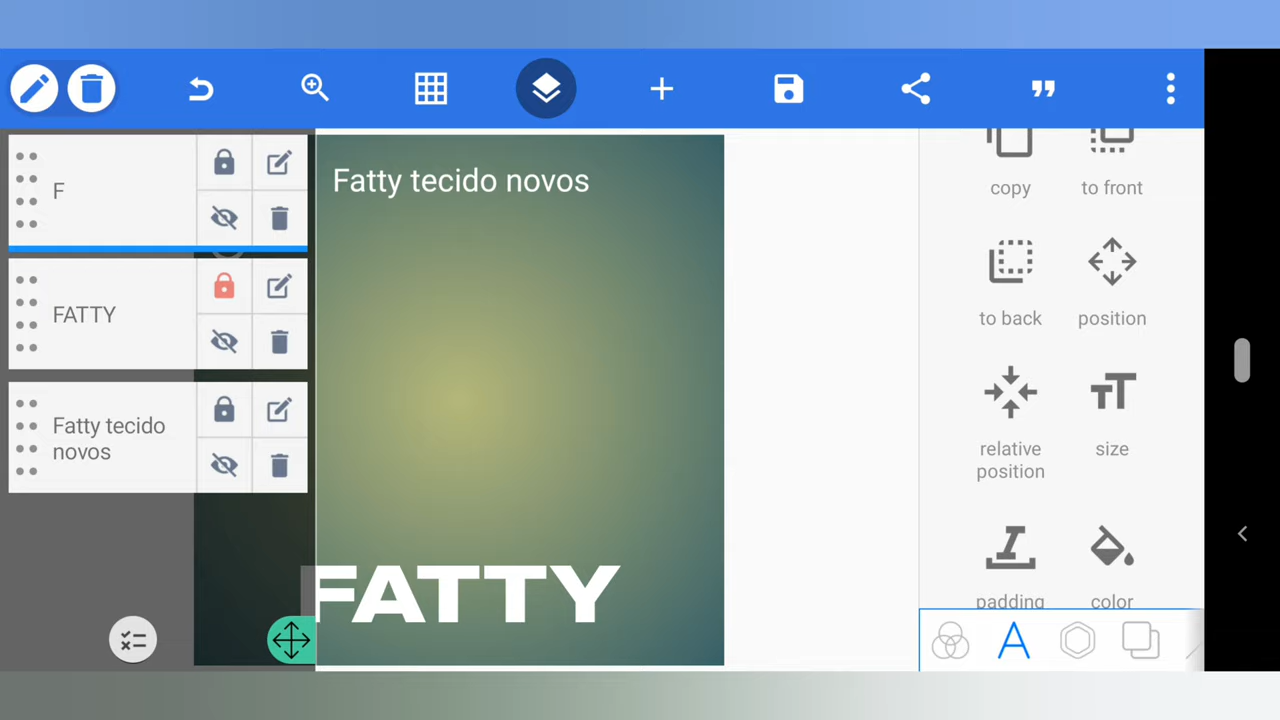 F
FATTY
Fatty tecido
novos
Fatty tecido novos
FATTY
copy
to front
to back
position
relative
position
size
padding
color